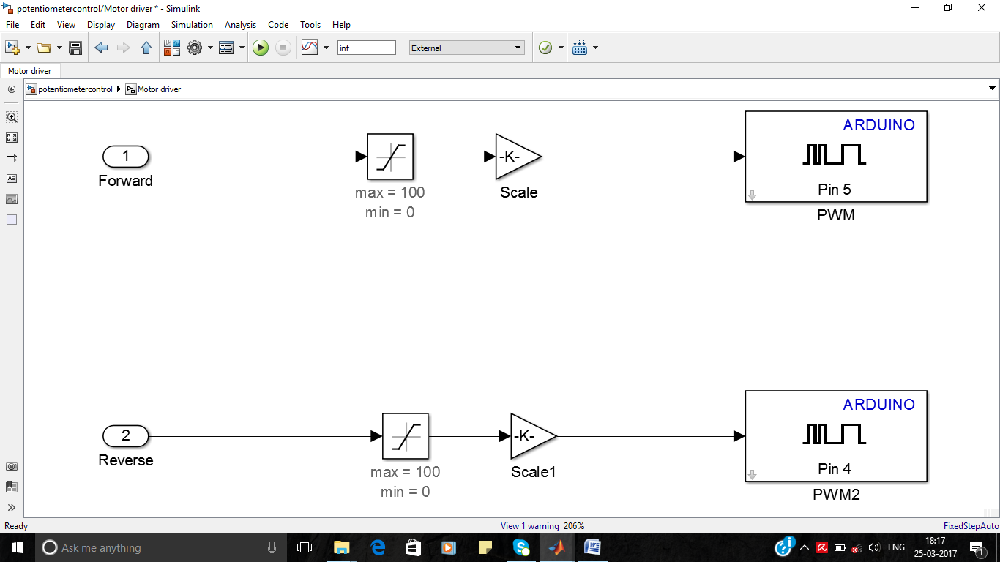 potentiometercontrol/Motor driver * - Simulink
File Edit View Display Diagram Simulation Analysis Code Tools Help
inf External
Motor driver
potentiometercontrol Motor driver
ARDUINO
1
-K-
Forward
Pin 5
max = 100
Scale
min = 0
PWM
ARDUINO
2
-K-
Reverse
Pin 4
max = 100
Scale1
min = 0
PWM2
Ready View 1 warning 206% FixedStepAuto
Ask me anything
ENG
18:17
25-03-2017
1